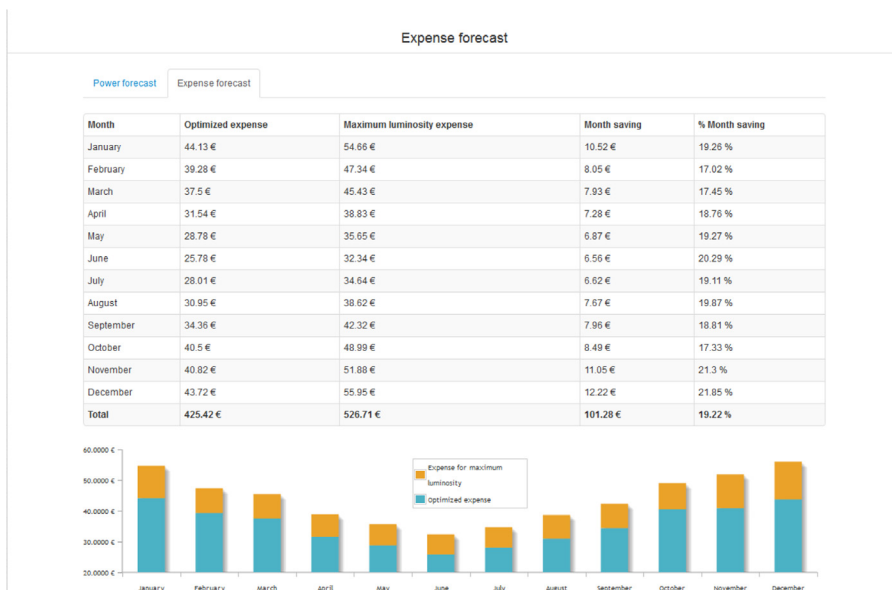 Expense forecast
Power forecast Expense forecast
Month Optimized expense Maximum luminosity expense Month saving % Month saving
January 44.13 € 54.66 € 10.52 € 19.26 %
February 39.28 € 47.34 € 8.05 € 17.02 %
March 37.5 € 45.43 € 7.93 € 17.45 %
April 31.54 € 38.83 € 7.28 € 18.76 %
May 28.78 € 35.65 € 6.87 € 19.27 %
June 25.78 € 32.34 € 6.56 € 20.29 %
July 28.01 € 34.64 € 6.62 € 19.11 %
August 30.95 € 38.62 € 7.67 € 19.87 %
September 34.36 € 42.32 € 7.96 € 18.81 %
October 40.5 € 48.99 € 8.49 € 17.33 %
November 40.82 € 51.88 € 11.05 € 21.3 %
December 43.72 € 55.95 € 12.22 € 21.85 %
Total 425.42 € 526.71 € 101.28 € 19.22 %
60.0000 €
Expense for maximum
luminosity
Optimized expense
50.0000 €
40.0000 €
30.0000 €
20.0000 €
January February March April May June July August September October November December